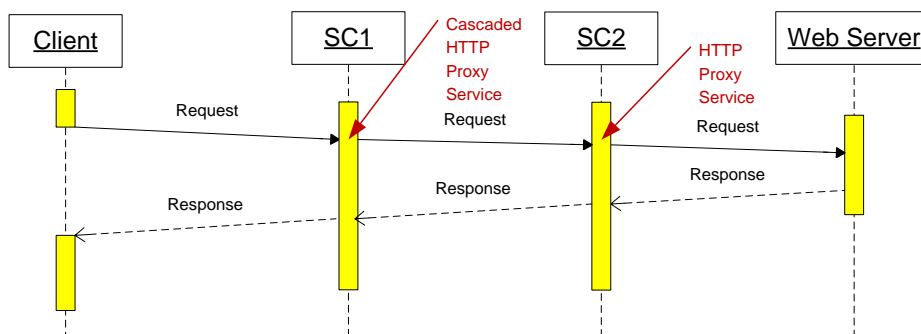 Client
SC1
Cascaded
HTTP
Proxy
Service
SC2
HTTP
Proxy
Service
Web Server
Request
Request
Request
Response
Response
Response